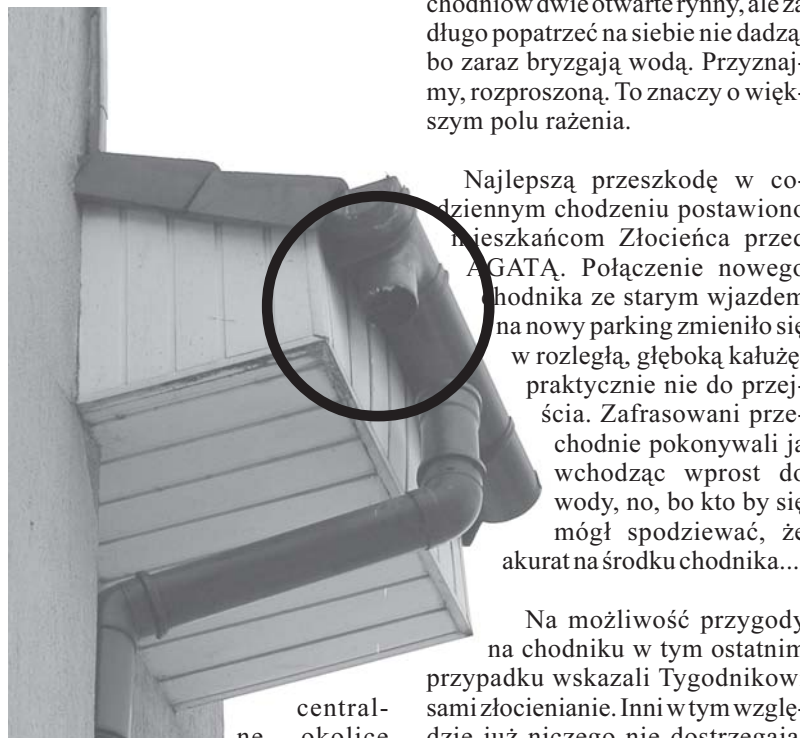 chodniów dwie otwarte rynny, ale za
długo popatrzeć na siebie nie dadzą
bo zaraz bryzgają wodą. Przyznaj-
my, rozproszoną. To znaczy o więk-
szym polu rażenia.
Najlepszą przeszkodę w co-
dziennym chodzeniu postawiono
mieszkańcom Złocieńca przed
AGATĄ. Połączenie nowego
chodnika ze starym wjazdem
na nowy parking zmieniło się
w rozległą, głęboką kałużę,
praktycznie nie do przej-
ścia. Zafrasowani prze-
chodnie pokonywali ją
wchodząc wprost do
wody, no, bo kto by się
mógł spodziewać, że
akurat na środku chodnika...
Na możliwość przygody
na chodniku w tym ostatnim
przypadku wskazali Tygodnikow
sami złocienianie. Inni w tym wzglę-
dzie już niczego nie dostrzegają
central-
ne okolice